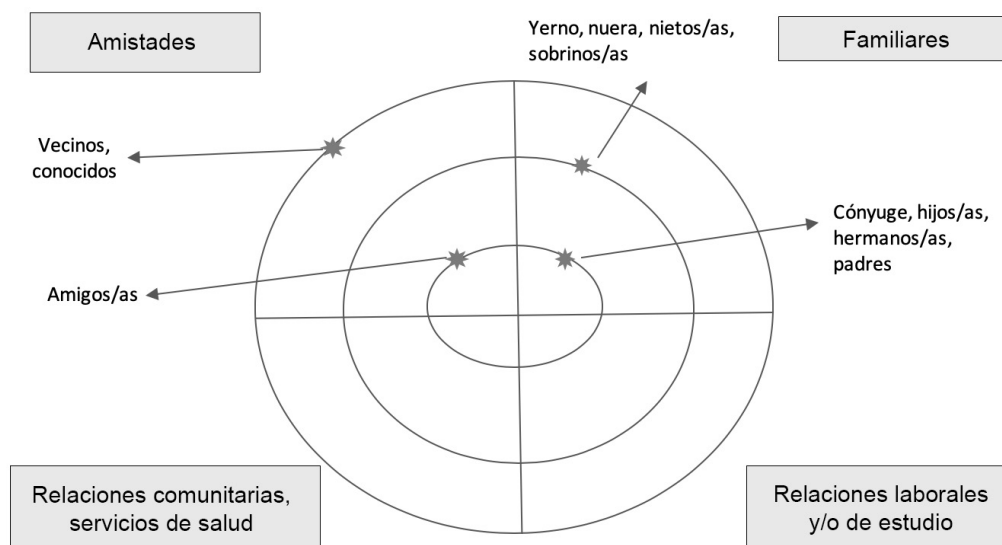 Amistades
Yerno, nuera, nietos/as,
sobrinos/as
Familiares
Vecinos,
conocidos
Cónyuge, hijos/as,
hermanos/as,
padres
Amigos/as
Relaciones comunitarias,
servicios de salud
Relaciones laborales
y/o de estudio